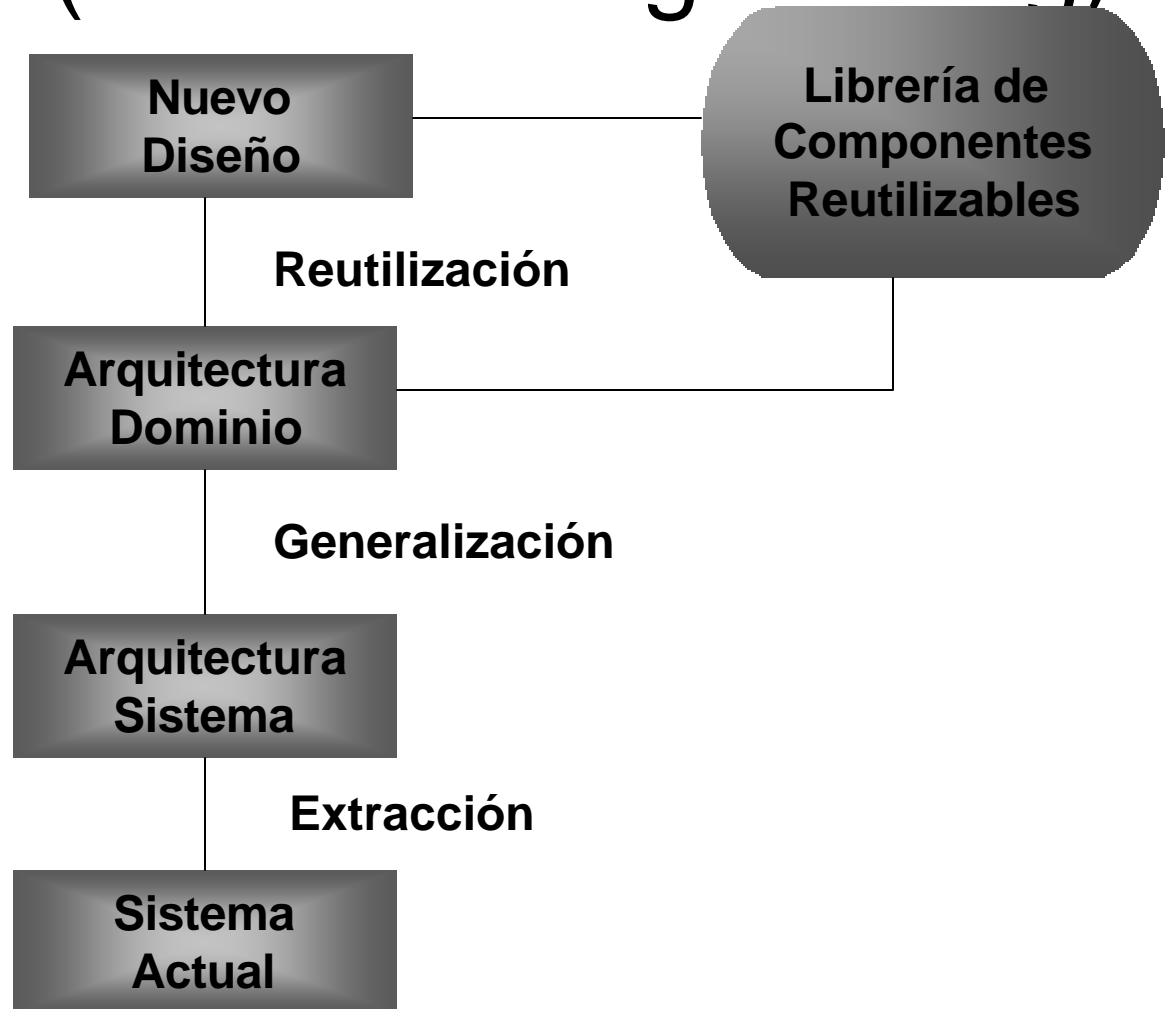 Nuevo
Diseño
Librería de
Componentes
Reutilizables
Reutilización
Arquitectura
Dominio
Generalización
Arquitectura
Sistema
Extracción
Sistema
Actual